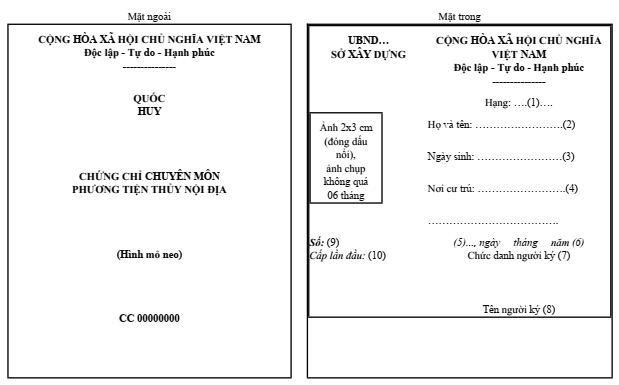 Mặt ngoài
CỘNG HÒA XÃ HỘI CHỦ NGHĨA VIỆT NAM
Độc lập - Tự do - Hạnh phúc
---------------
QUỐC
HUY
CHỨNG CHỈ CHUYÊN MÔN
PHƯƠNG TIỆN THỦY NỘI ĐỊA
(Hình mỏ neo)
CC 00000000
Mặt trong
UBND…
SỞ XÂY DỰNG
CỘNG HÒA XÃ HỘI CHỦ NGHĨA
VIỆT NAM
Độc lập - Tự do - Hạnh phúc
---------------
Hạng: ….(1)….
Ảnh 2x3 cm
(đóng dấu
nổi),
ảnh chụp
không quá
06 tháng
Họ và tên: …………………….(2)
Ngày sinh: …………………….(3)
Nơi cư trú: …………………….(4)
…………………………….
Số: (9)
Cấp lần đầu: (10)
(5)..., ngày tháng năm (6)
Chức danh người ký (7)
Tên người ký (8)